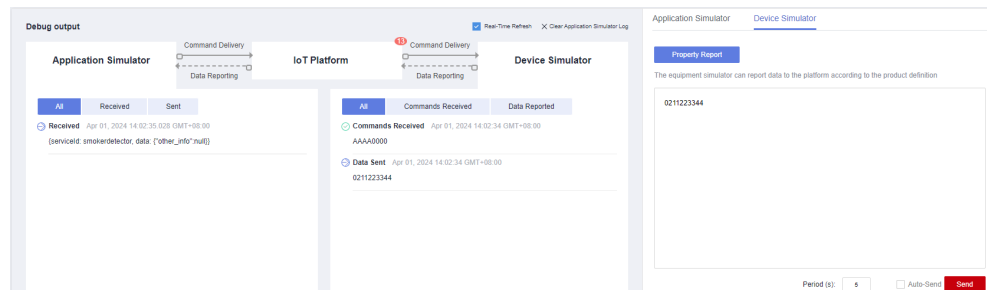 Debug output
Real-Time Refresh
Clear Application Simulator Log
Application Simulator
Command Delivery
Data Reporting
IoT Platform
13
Command Delivery
Data Reporting
Device Simulator
All
Received
Sent
Received Apr 01, 2024 14:02:35:028 GMT+08:00
{serviceId: smokerdetector, data: {"other_info":null}}
All
Commands Received
Data Reported
Commands Received Apr 01, 2024 14:02:34 GMT+08:00
AAAA0000
Data Sent Apr 01, 2024 14:02:34 GMT+08:00
0211223344
Application Simulator
Device Simulator
Property Report
The equipment simulator can report data to the platform according to the product definition
0211223344
Period (s): 5
Auto-Send
Send